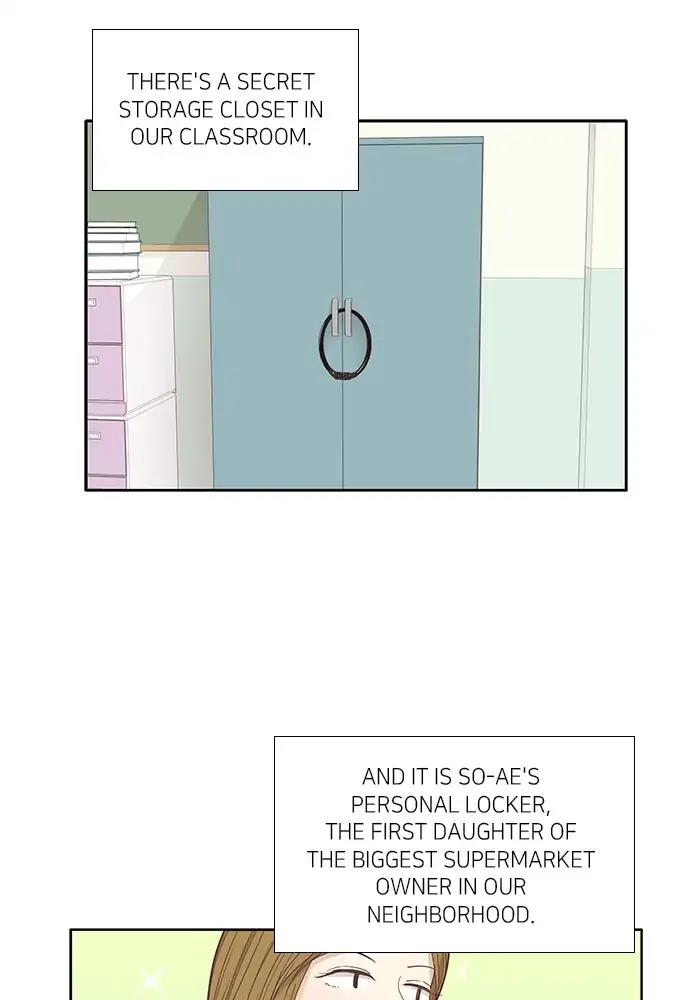 THERE'S A SECRET
STORAGE CLOSET IN
OUR CLASSROOM.
AND IT IS SO-AE'S
PERSONAL LOCKER,
THE FIRST DAUGHTER OF
THE BIGGEST SUPERMARKET
OWNER IN OUR
NEIGHBORHOOD.